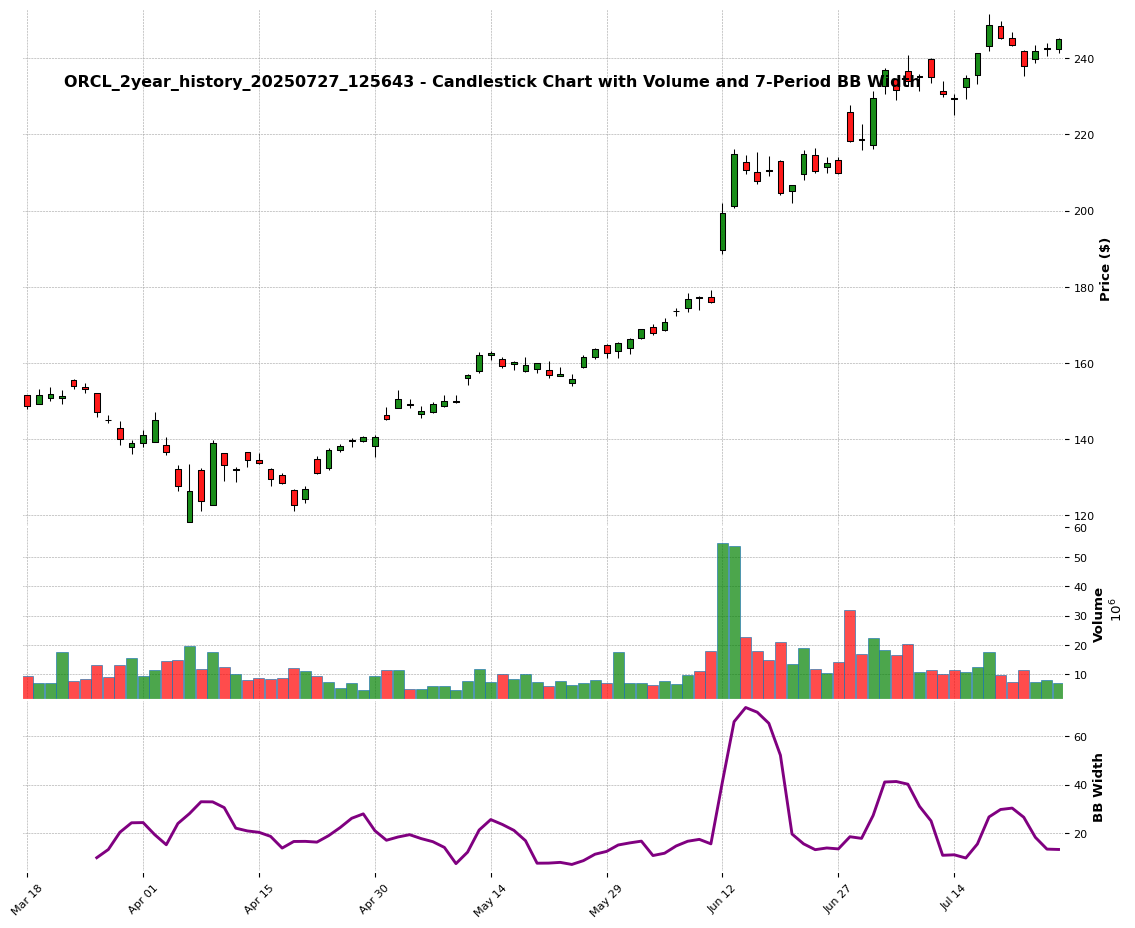 ORCL_2year_history_20250727_125643 - Candlestick Chart with Volume and 7-Period BB Width
240
220
200
180
160
140
120
Price ($)
60
50
40
30
20
10
Volume
10^6
60
40
20
BB Width
Mar 18
Apr 01
Apr 15
Apr 30
May 14
May 29
Jun 12
Jun 27
Jul 14